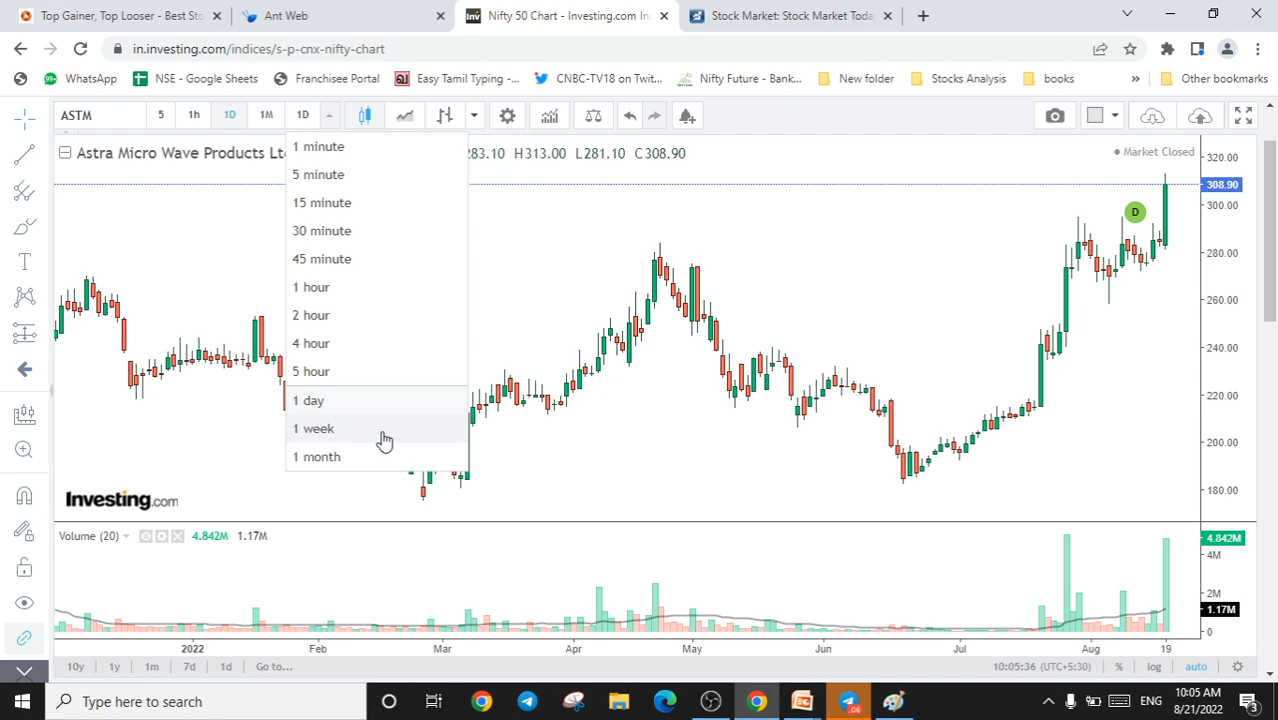 Top Gainer, Top Looser - Best Sto
Ant Web
Nifty 50 Chart - Investing.com In
Stock Market: Stock Market Toda
in.investing.com/indices/s-p-cnx-nifty-chart
99+ WhatsApp
NSE - Google Sheets
Franchisee Portal
Easy Tamil Typing -...
CNBC-TV18 on Twit...
Nifty Future - Bank...
New folder
Stocks Analysis
books
»
Other bookmarks
ASTM 5 1h 1D 1M 1D
Astra Micro Wave Products Lt
283.10 H313.00 L281.10 C308.90
Market Closed
1 minute
5 minute
15 minute
30 minute
45 minute
1 hour
2 hour
4 hour
5 hour
1 day
1 week
1 month
D
320.00
308.90
300.00
280.00
260.00
240.00
220.00
200.00
180.00
Investing.com
Volume (20) 4.842M 1.17M
4.842M
4M
2M
1.17M
0
2022 Feb Mar Apr May Jun Jul Aug 19
10y 1y 1m 7d 1d Go to...
10:05:36 (UTC+5:30) % log auto
Type here to search
ENG
10:05 AM
8/21/2022
3